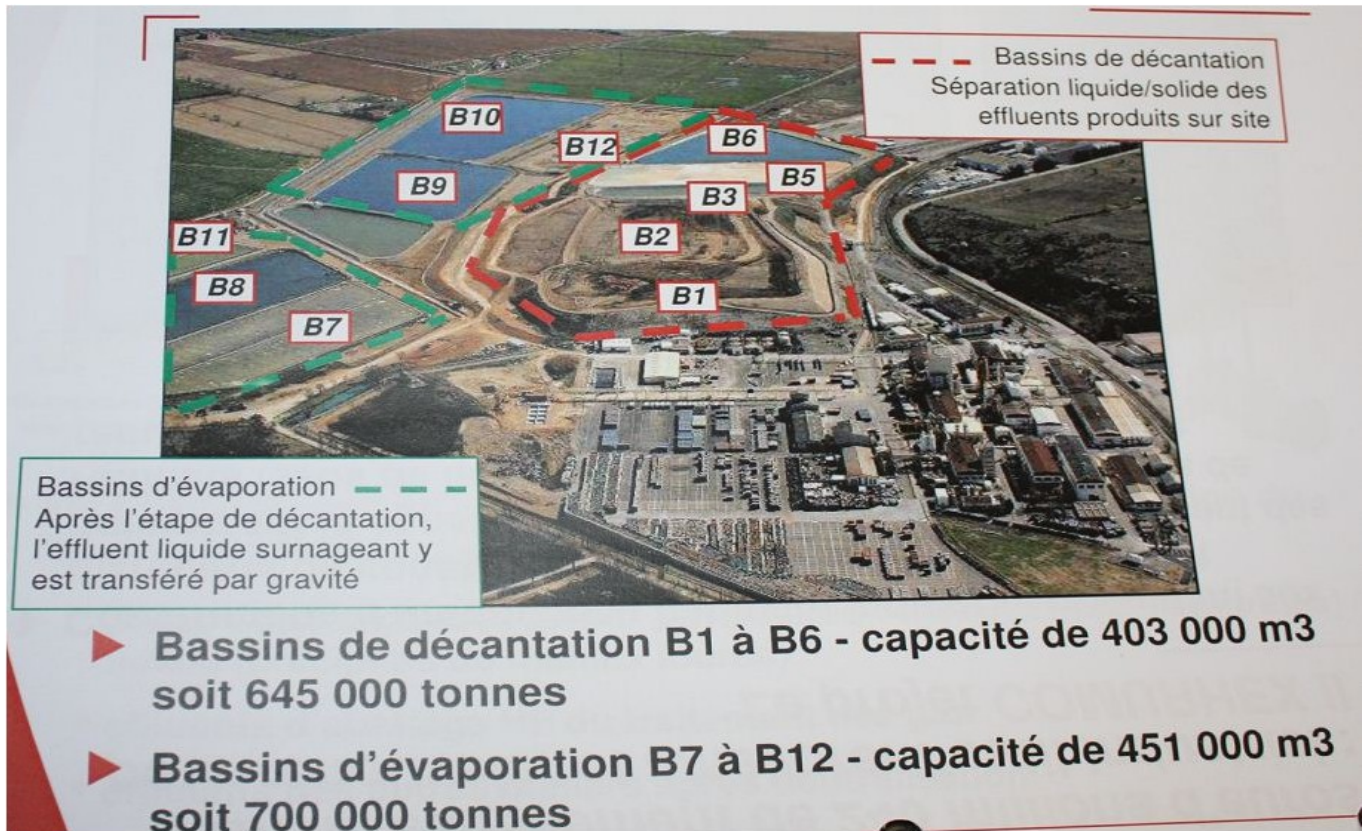 Bassins de décantation
Séparation liquide/solide des
effluents produits sur site
B10
B12
B6
B9
B5
B3
B11
B2
B8
B1
B7
Bassins d'évaporation
Après l'étape de décantation,
l'effluent liquide surnageant y
est transféré par gravité
Bassins de décantation B1 à B6 - capacité de 403 000 m3
soit 645 000 tonnes
Bassins d'évaporation B7 à B12 - capacité de 451 000 m3
soit 700 000 tonnes